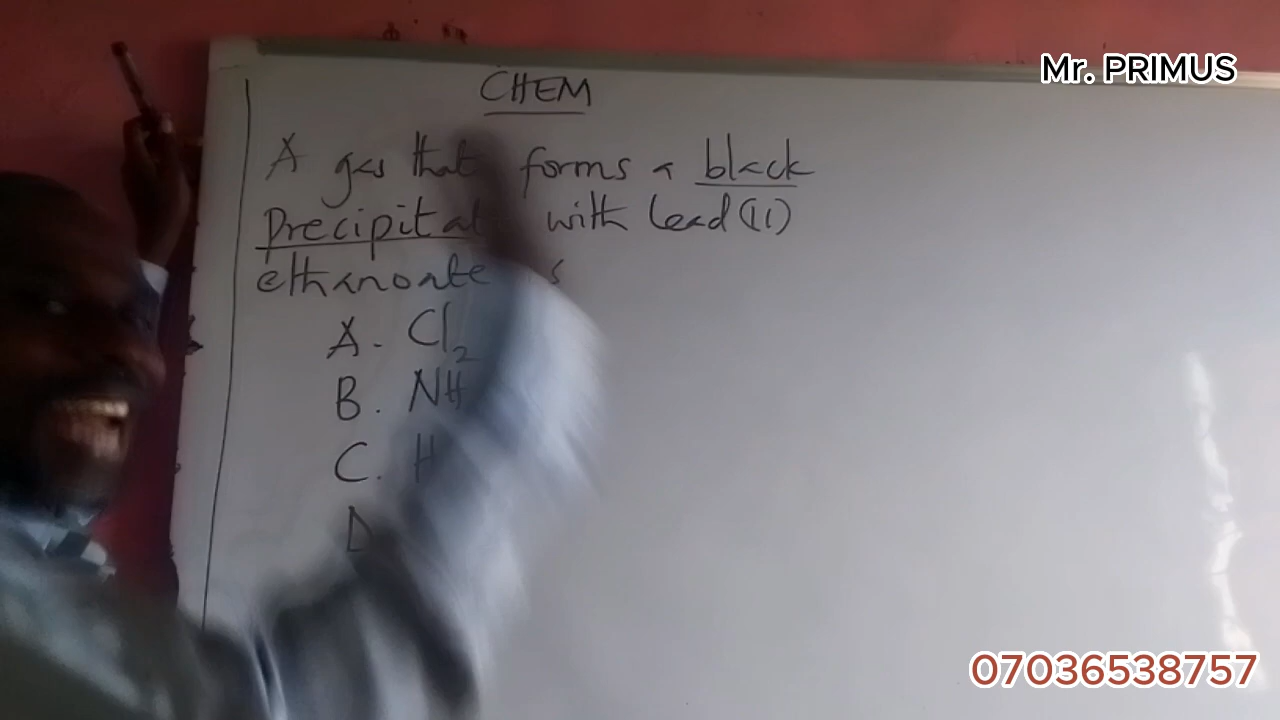 Mr. PRIMUS
CHEM
A gas that forms a black
precipitat with lead (II)
ethanoate s
A. Cl₂
B. NH
C. H
D
07036538757